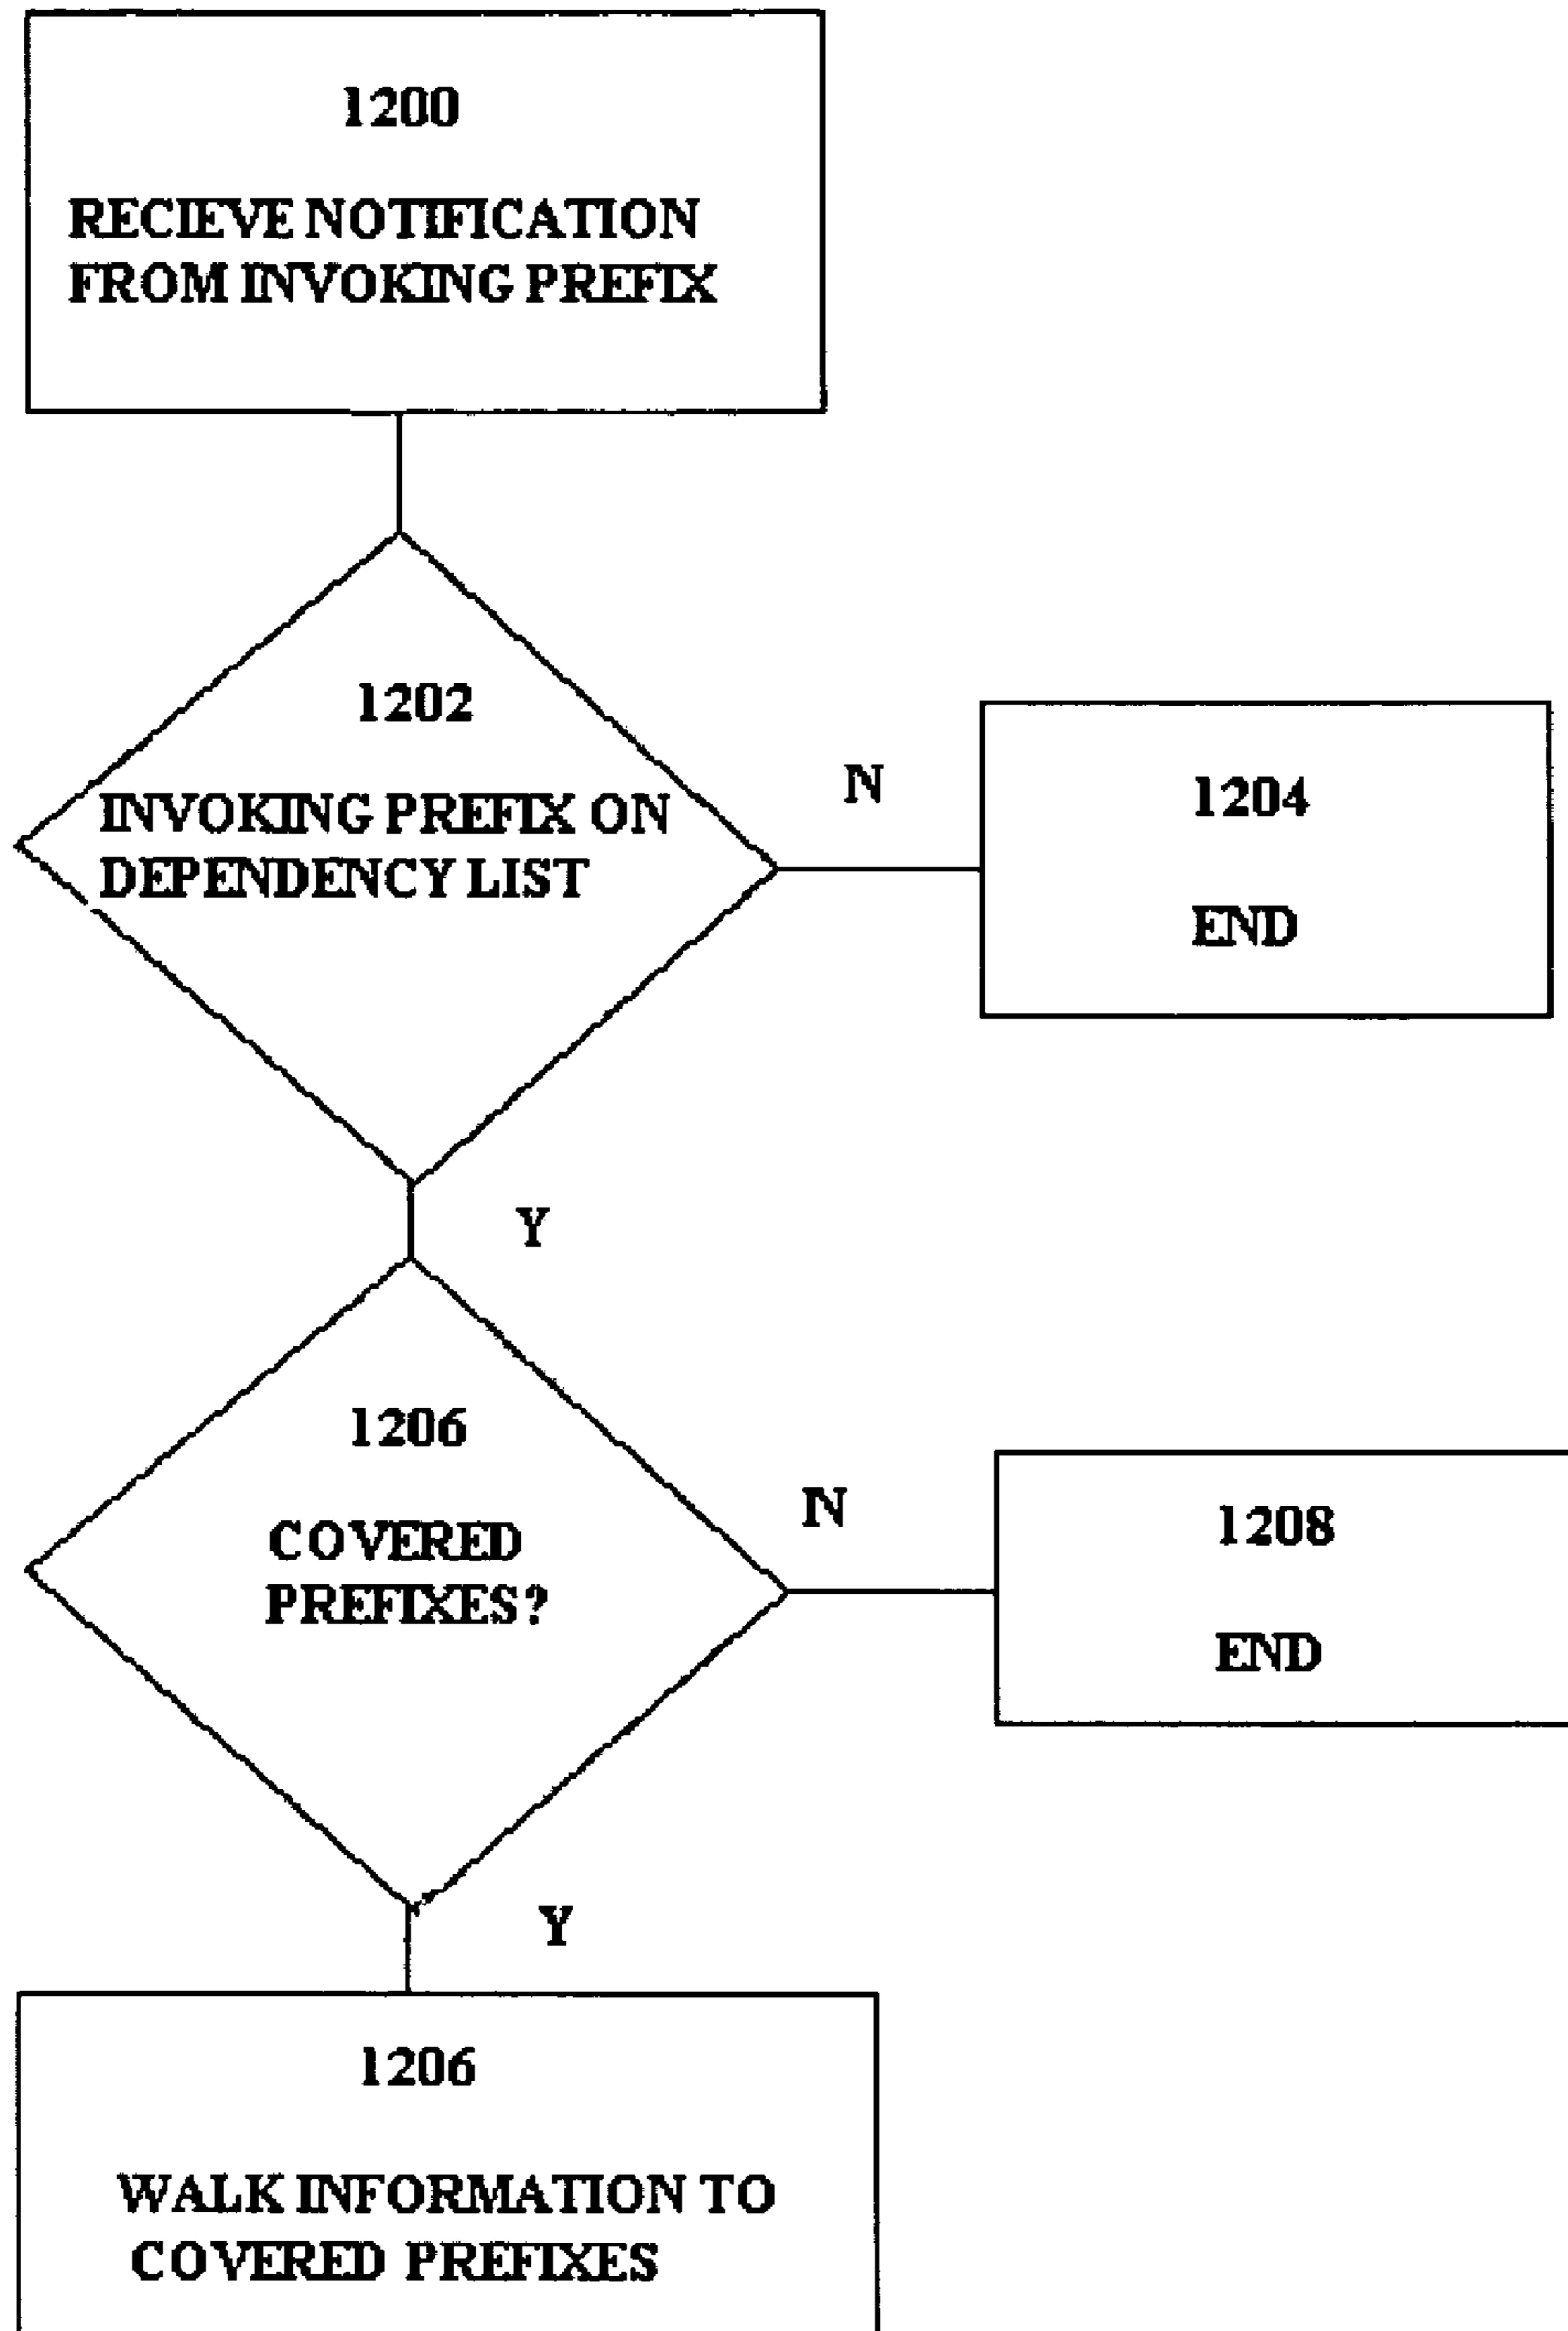 1200
RECIEVE NOTIFICATION
FROM INVOKING PREFIX
1202
INVOKING PREFIX ON
DEPENDENCY LIST
N
1204
END
Y
1206
COVERED
PREFIXES?
N
1208
END
Y
1206
WALK INFORMATION TO
COVERED PREFIXES